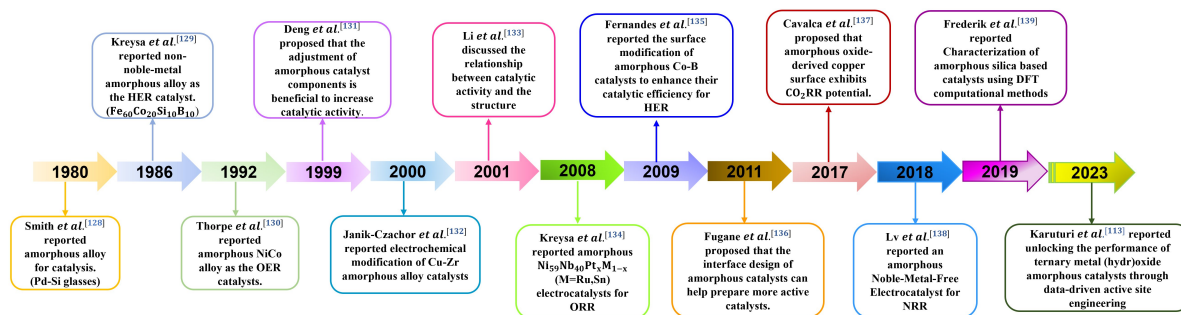 Kreysa et al.[129]
reported non-
noble-metal
amorphous alloy as
the HER catalyst.
(Fe60Co20Si10B10)
Deng et al.[131]
proposed that the
adjustment of
amorphous catalyst
components is
beneficial to increase
catalytic activity.
Li et al.[133]
discussed the
relationship
between catalytic
activity and the
structure
Fernandes et al.[135]
reported the surface
modification of
amorphous Co-B
catalysts to enhance their
catalytic efficiency for
HER
Cavalca et al.[137]
proposed that
amorphous oxide-
derived copper
surface exhibits
CO2RR potential.
Frederik et al.[139]
reported
Characterization of
amorphous silica based
catalysts using DFT
computational methods
1980
1986
1992
1999
2000
2001
2008
2009
2011
2017
2018
2019
2023
Smith et al.[128]
reported
amorphous alloy
for catalysis.
(Pd-Si glasses)
Thorpe et al.[130]
reported
amorphous NiCo
alloy as the OER
catalysts.
Janik-Czachor et al.[132]
reported electrochemical
modification of Cu-Zr
amorphous alloy catalysts
Kreysa et al.[134]
reported amorphous
Ni59Nb40PtxM1−x
(M=Ru,Sn)
electrocatalysts for
ORR
Fugane et al.[136]
proposed that the
interface design of
amorphous catalysts can
help prepare more active
catalysts.
Lv et al.[138]
reported an
amorphous
Noble-Metal-Free
Electrocatalyst for
NRR
Karuturi et al.[113] reported
unlocking the performance of
ternary metal (hydr)oxide
amorphous catalysts through
data-driven active site
engineering